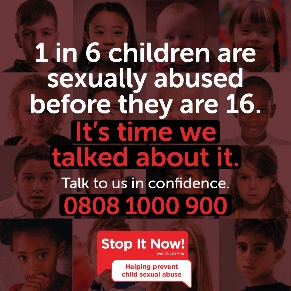 1 in 6 children are
sexually abused
before they are 16.
It's time we
talked about it.
Talk to us in confidence.
0808 1000 900
Stop It Now!
Helping prevent
child sexual abuse